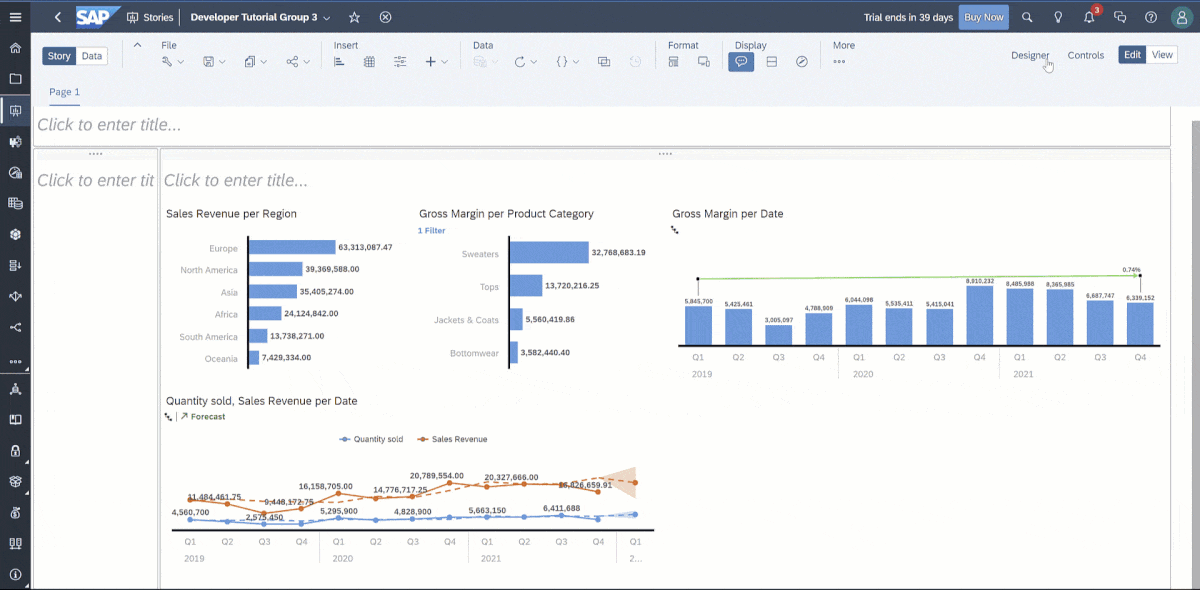 SAP Stories Developer Tutorial Group 3 Trial ends in 39 days Buy Now 3
Story Data File Insert Data Format Display More Designer Controls Edit View
Page 1
Click to enter title...
Click to enter tit
Click to enter title...
Sales Revenue per Region
Europe 63,313,087.47
North America 39,369,588.00
Asia 35,405,274.00
Africa 24,124,842.00
South America 13,738,271.00
Oceania 7,429,334.00
Gross Margin per Product Category
1 Filter
Sweaters 32,768,683.19
Tops 13,720,216.25
Jackets & Coats 5,560,419.86
Bottomwear 3,582,440.40
Gross Margin per Date
0.74%
5,845,700 5,425,461 3,005,097 4,788,909 6,044,098 5,535,411 5,415,041 8,910,232 8,485,988 8,365,985 6,687,747 6,339,152
Q1 Q2 Q3 Q4 Q1 Q2 Q3 Q4 Q1 Q2 Q3 Q4
2019 2020 2021
Quantity sold, Sales Revenue per Date
Forecast
Quantity sold Sales Revenue
11,484,461.75 9,448,172.75 16,158,705.00 14,776,717.25 20,789,554.00 20,327,666.00
4,560,700 2,575,450 5,295,900 4,828,900 5,663,150 6,411,688
Q1 Q2 Q3 Q4 Q1 Q2 Q3 Q4 Q1 Q2 Q3 Q4 Q1
2019 2020 2021 2...